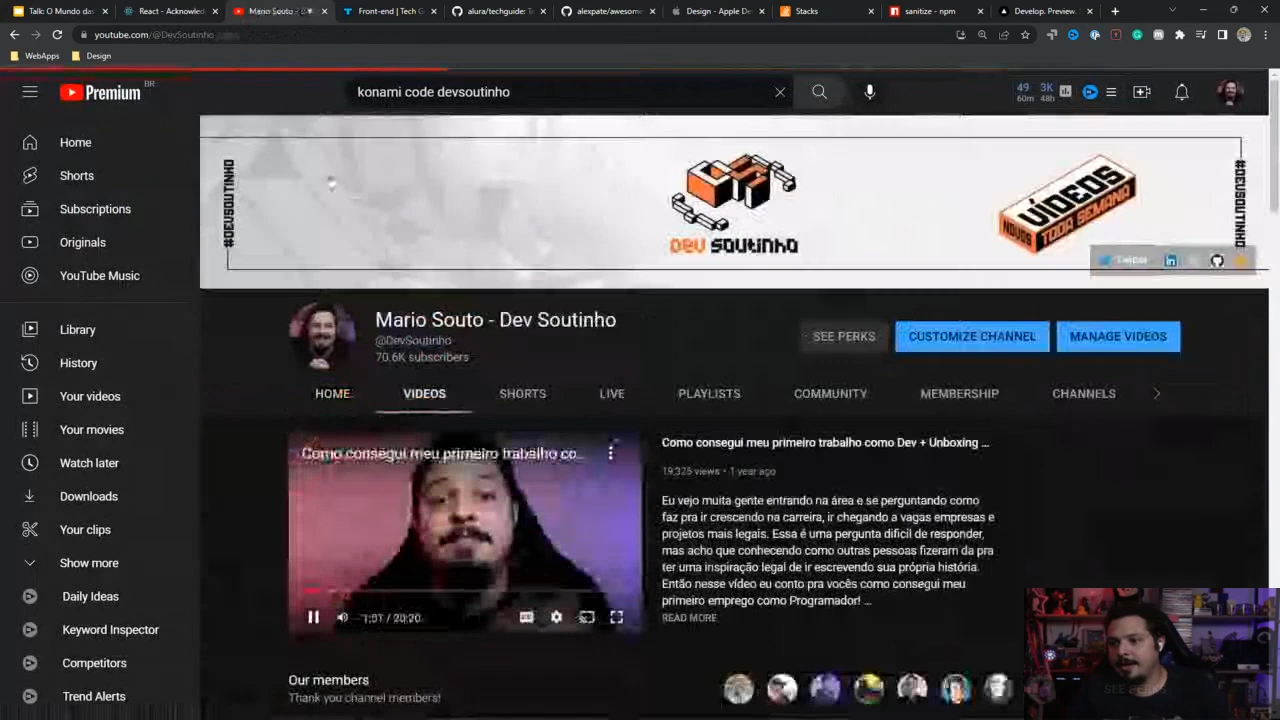 Talk: O Mundo das
React - Acknowled
Mario Souto - D
Front-end | Tech G
alura/techguide: Te
alexpate/awesome
Design - Apple De
Stacks
sanitize - npm
Develop. Preview.
youtube.com/@DevSoutinho
WebApps
Design
Premium
BR
konami code devsoutinho
49
60m
3K
48h
Home
Shorts
Subscriptions
Originals
YouTube Music
Library
History
Your videos
Your movies
Watch later
Downloads
Your clips
Show more
Daily Ideas
Keyword Inspector
Competitors
Trend Alerts
#DEVSOUTINHO
DEV SOUTINHO
NOVOS
VÍDEOS
TODA SEMANA
#DEVSOUTINHO
Twitter
Mario Souto - Dev Soutinho
@DevSoutinho
70.6K subscribers
SEE PERKS
CUSTOMIZE CHANNEL
MANAGE VIDEOS
HOME
VIDEOS
SHORTS
LIVE
PLAYLISTS
COMMUNITY
MEMBERSHIP
CHANNELS
Como consegui meu primeiro trabalho co...
1:01 / 20:20
Como consegui meu primeiro trabalho como Dev + Unboxing ...
19,325 views • 1 year ago
Eu vejo muita gente entrando na área e se perguntando como
faz pra ir crescendo na carreira, ir chegando a vagas empresas e
projetos mais legais. Essa é uma pergunta difícil de responder,
mas acho que conhecendo como outras pessoas fizeram da pra
ter uma inspiração legal de ir escrevendo sua própria história.
Então nesse vídeo eu conto pra vocês como consegui meu
primeiro emprego como Programador! ...
READ MORE
Our members
Thank you channel members!
SEE PERKS